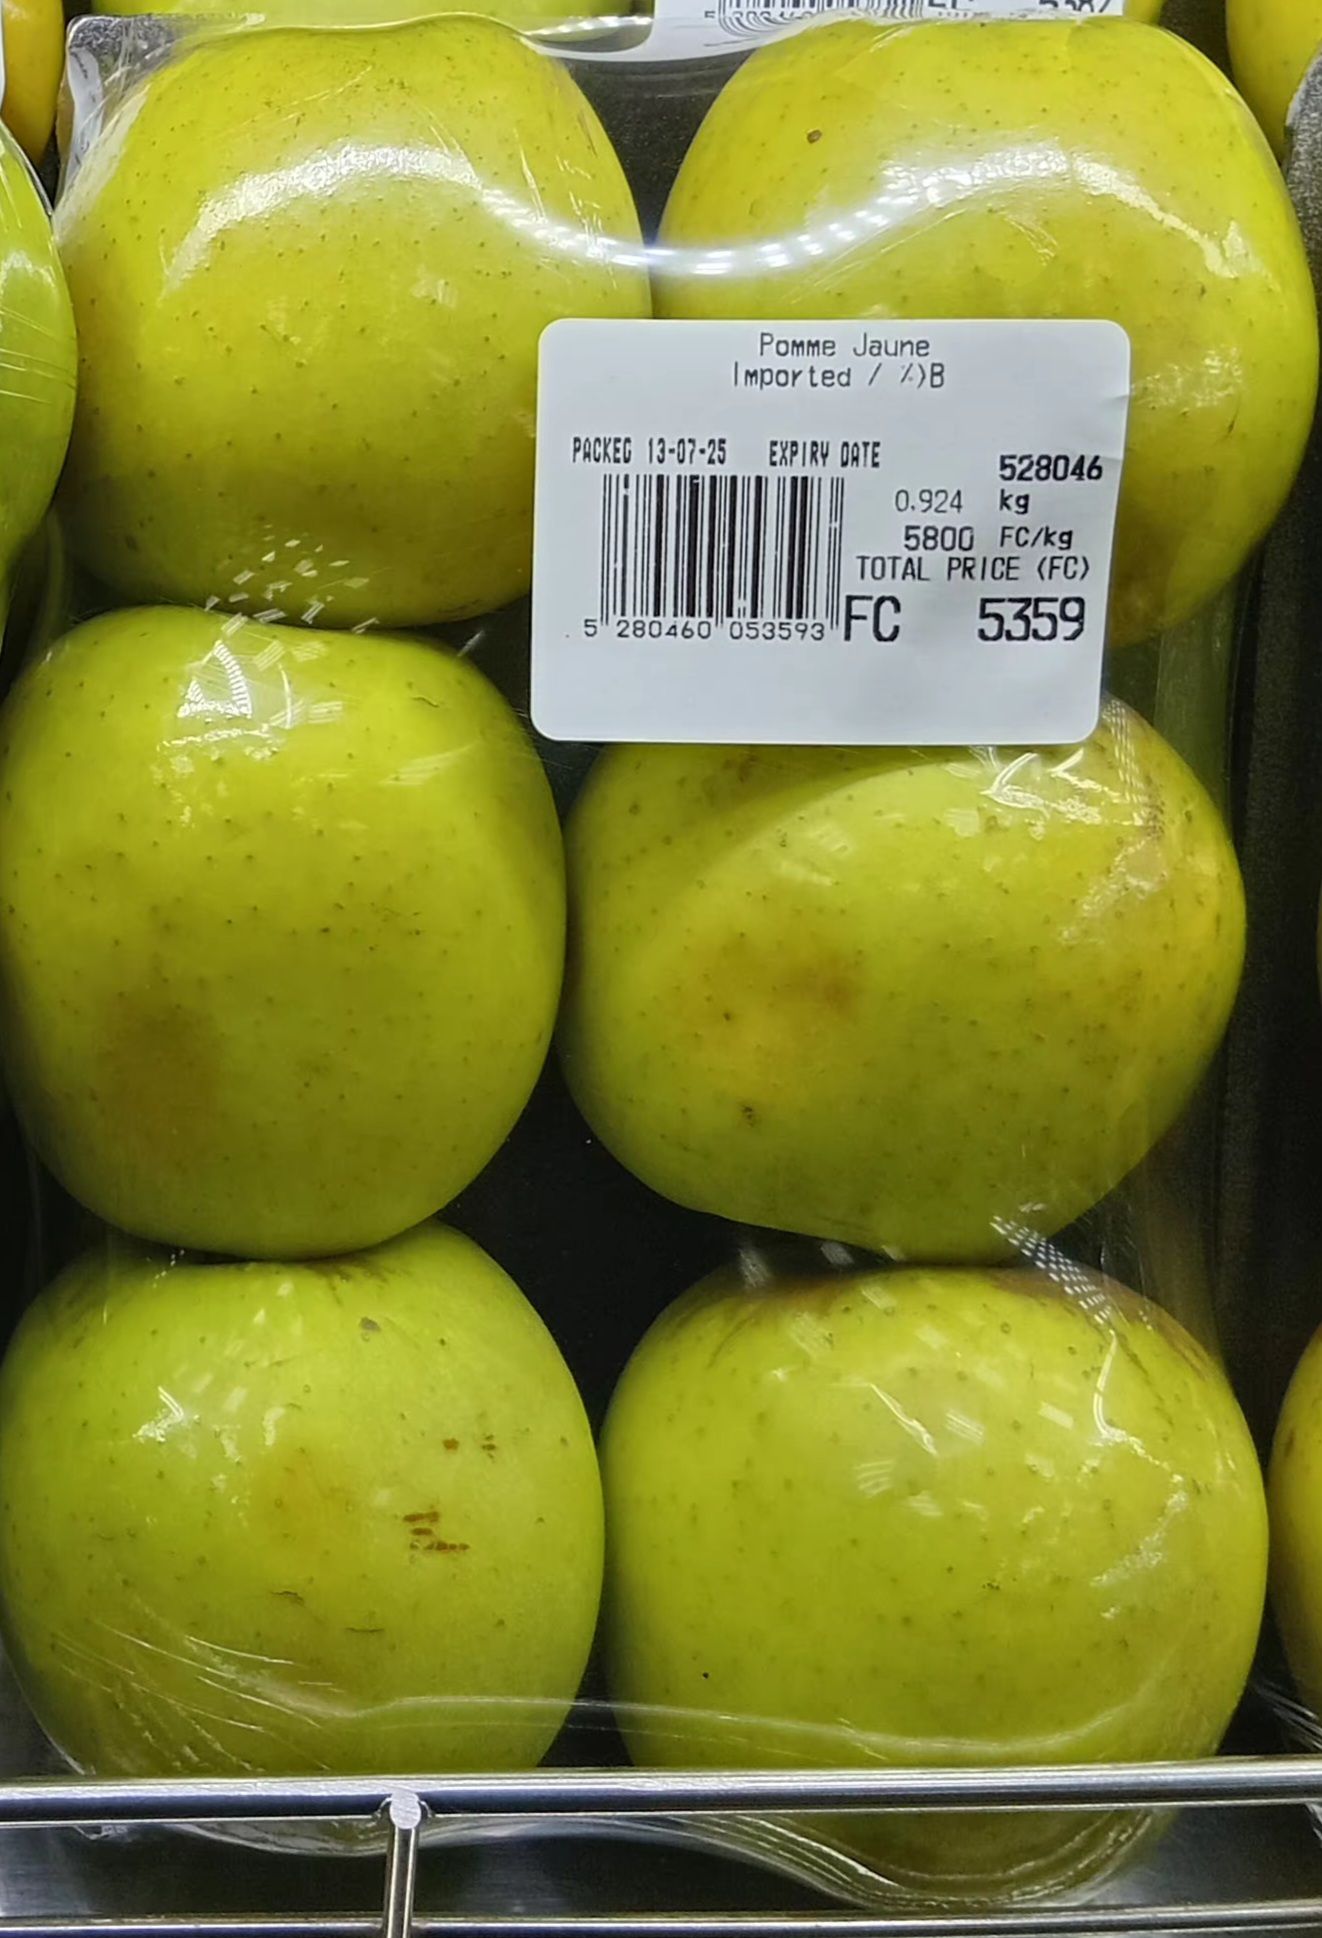 5387
Pomme Jaune
Imported / %)B
PACKED 13-07-25 EXPIRY DATE
528046
0.924 kg
5800 FC/kg
TOTAL PRICE (FC)
FC 5359
5 280460 053593